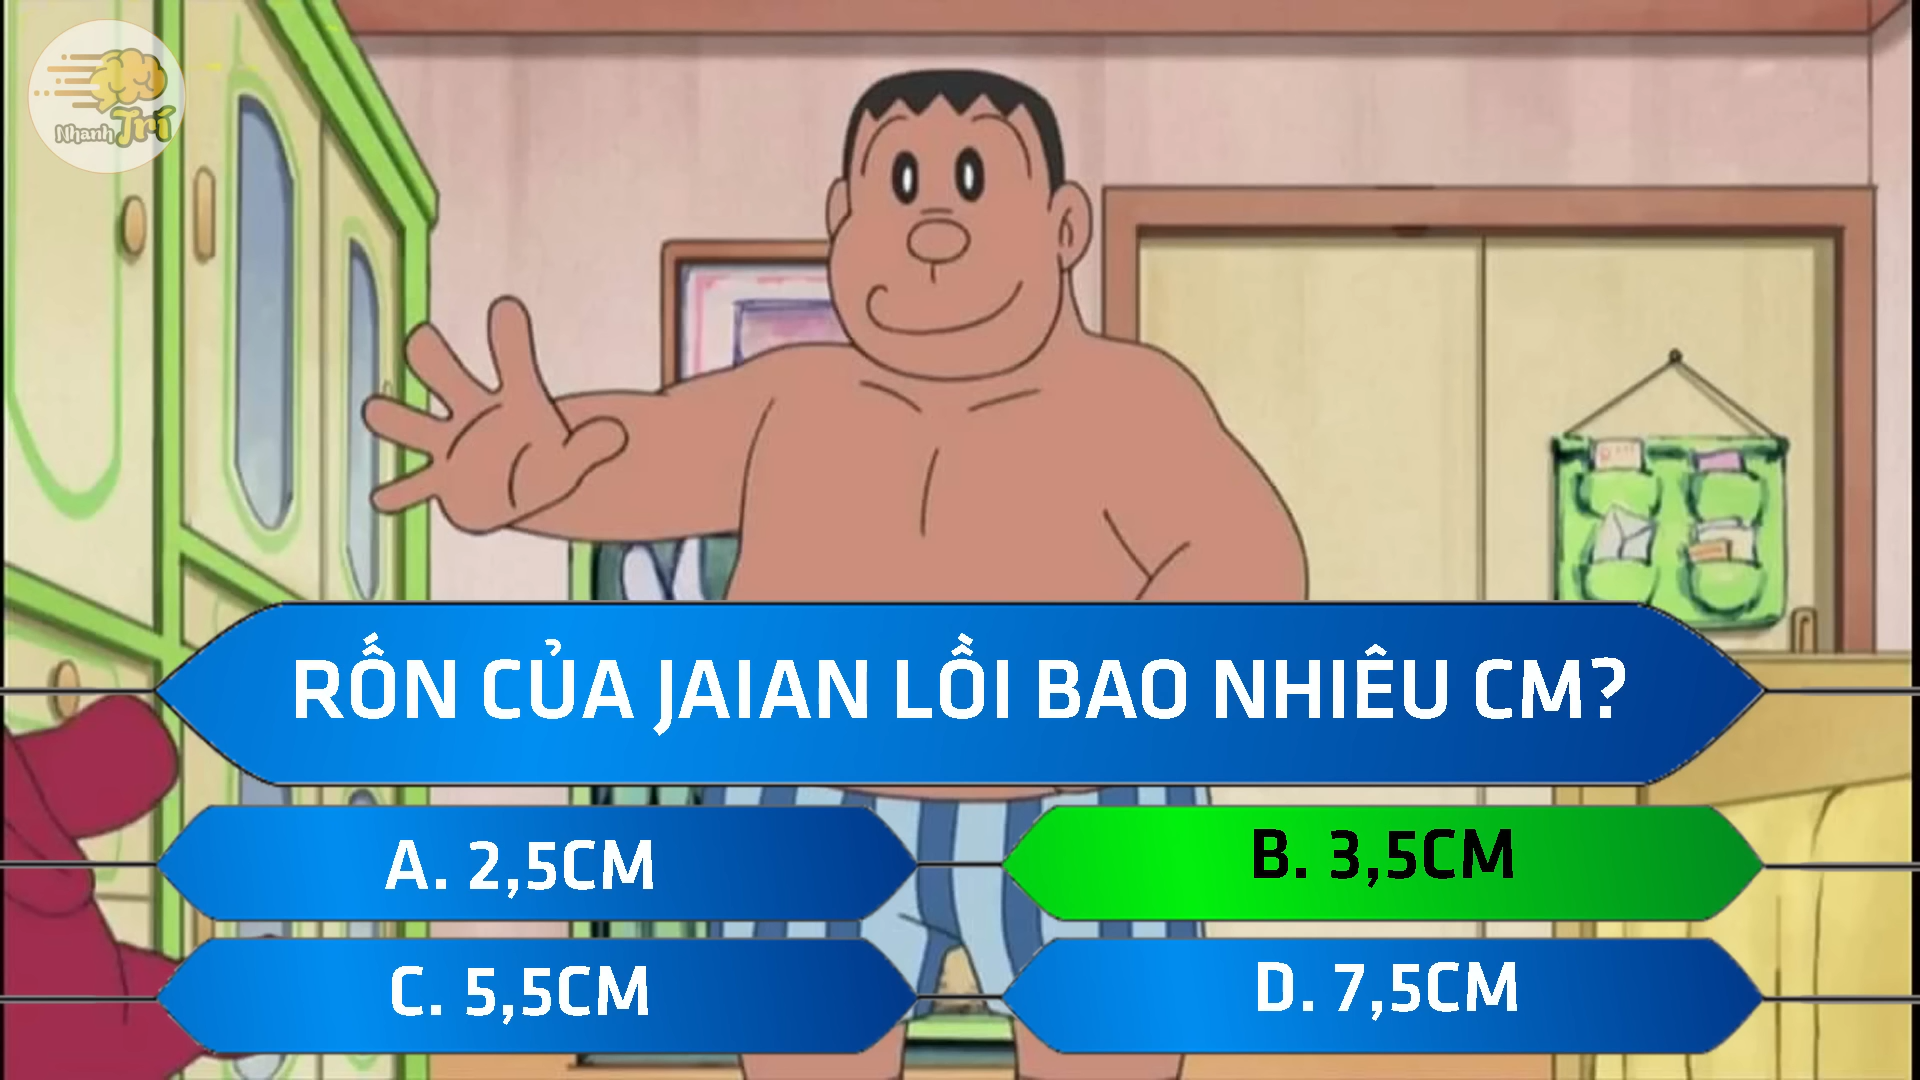 Nhanh
Trí
RỐN CỦA JAIAN LỒI BAO NHIÊU CM?
A. 2,5CM
B. 3,5CM
C. 5,5CM
D. 7,5CM